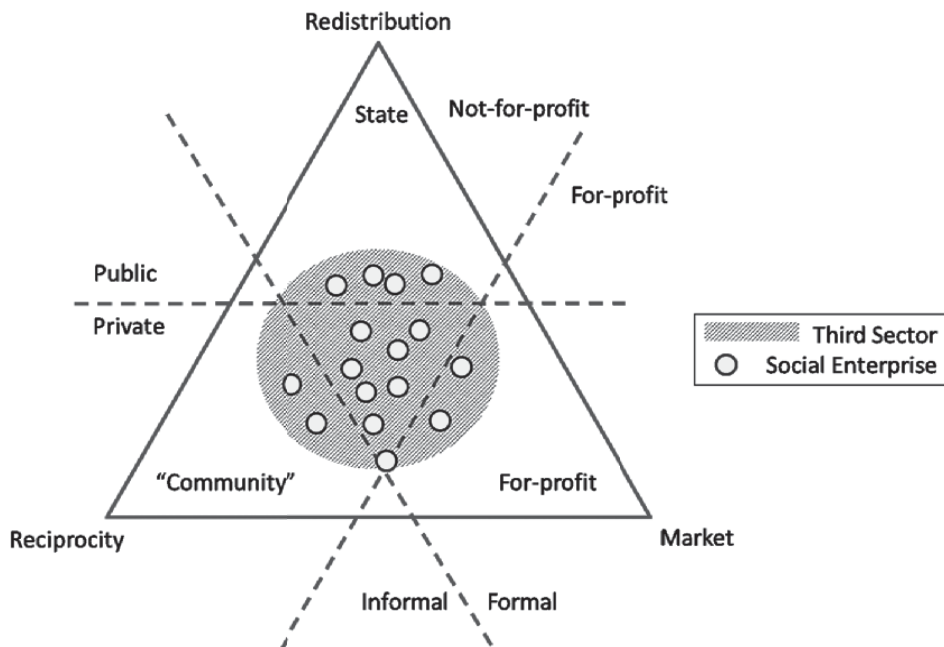 Redistribution
State
Not-for-profit
For-profit
Public
Private
Third Sector
Social Enterprise
"Community"
For-profit
Reciprocity
Market
Informal
Formal